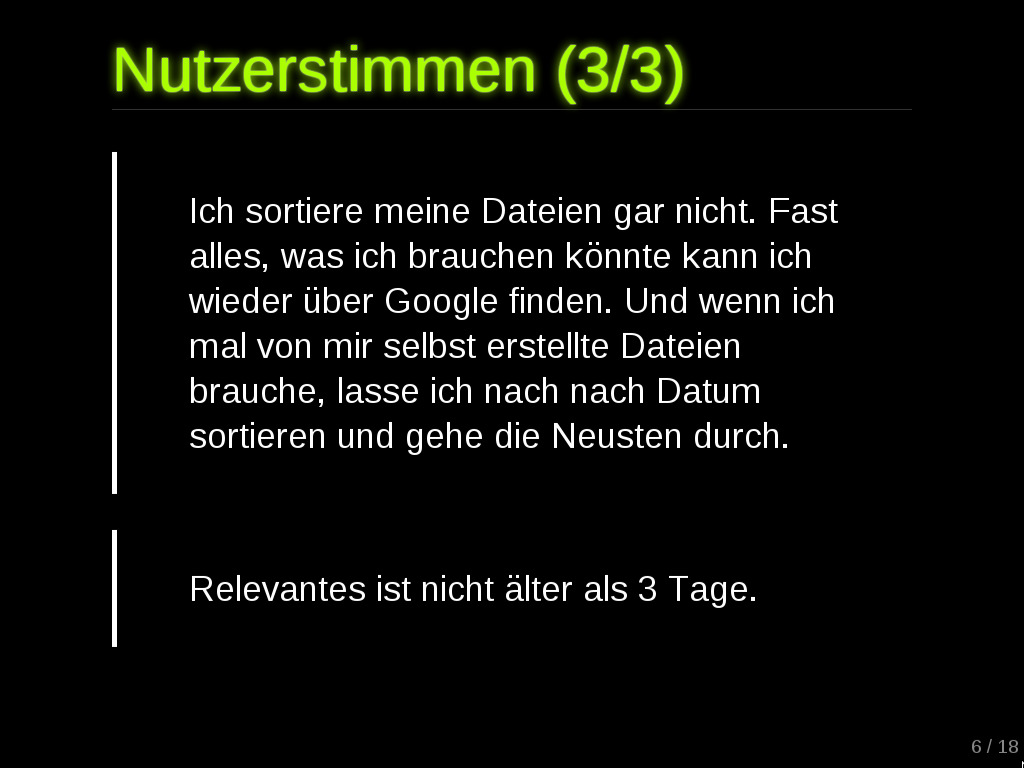 Nutzerstimmen (3/3)
Ich sortiere meine Dateien gar nicht. Fast
alles, was ich brauchen könnte kann ich
wieder über Google finden. Und wenn ich
mal von mir selbst erstellte Dateien
brauche, lasse ich nach nach Datum
sortieren und gehe die Neusten durch.
Relevantes ist nicht älter als 3 Tage.
6 / 18